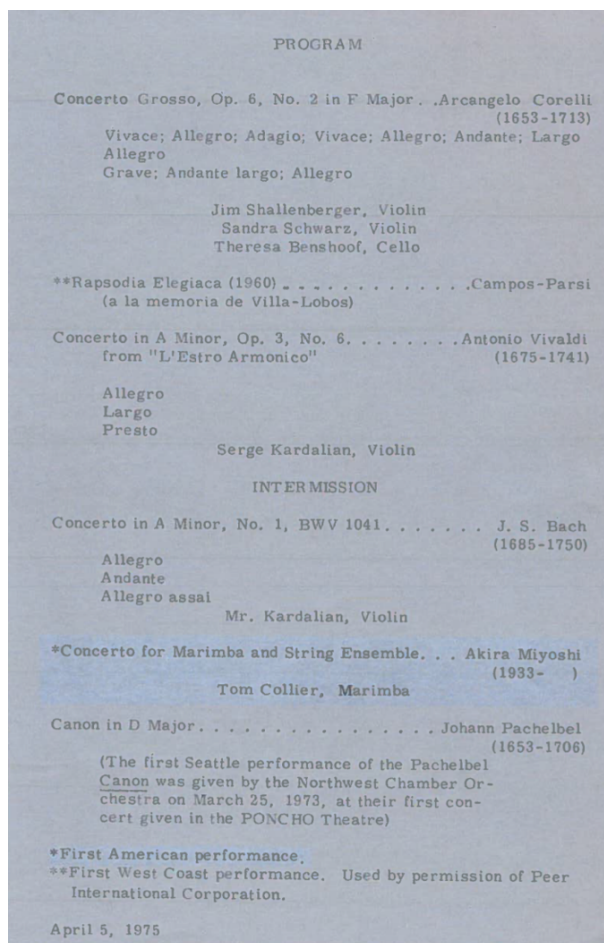 PROGRAM
Concerto Grosso, Op. 6, No. 2 in F Major. . .Arcangelo Corelli
(1653-1713)
Vivace; Allegro; Adagio; Vivace; Allegro; Andante; Largo
Allegro
Grave; Andante largo; Allegro
Jim Shallenberger, Violin
Sandra Schwarz, Violin
Theresa Benshoof, Cello
**Rapsodia Elegiaca (1960) . . . . . . . . . . . . . .Campos-Parsi
(a la memoria de Villa-Lobos)
Concerto in A Minor, Op. 3, No. 6. . . . . . . . Antonio Vivaldi
from "L'Estro Armonico" (1675-1741)
Allegro
Largo
Presto
Serge Kardalian, Violin
INTERMISSION
Concerto in A Minor, No. 1, BWV 1041. . . . . . . J. S. Bach
(1685-1750)
Allegro
Andante
Allegro assai
Mr. Kardalian, Violin
*Concerto for Marimba and String Ensemble. . . Akira Miyoshi
(1933- )
Tom Collier, Marimba
Canon in D Major. . . . . . . . . . . . . . . . . Johann Pachelbel
(1653-1706)
(The first Seattle performance of the Pachelbel
Canon was given by the Northwest Chamber Or-
chestra on March 25, 1973, at their first con-
cert given in the PONCHO Theatre)
*First American performance.
**First West Coast performance. Used by permission of Peer
International Corporation.
April 5, 1975